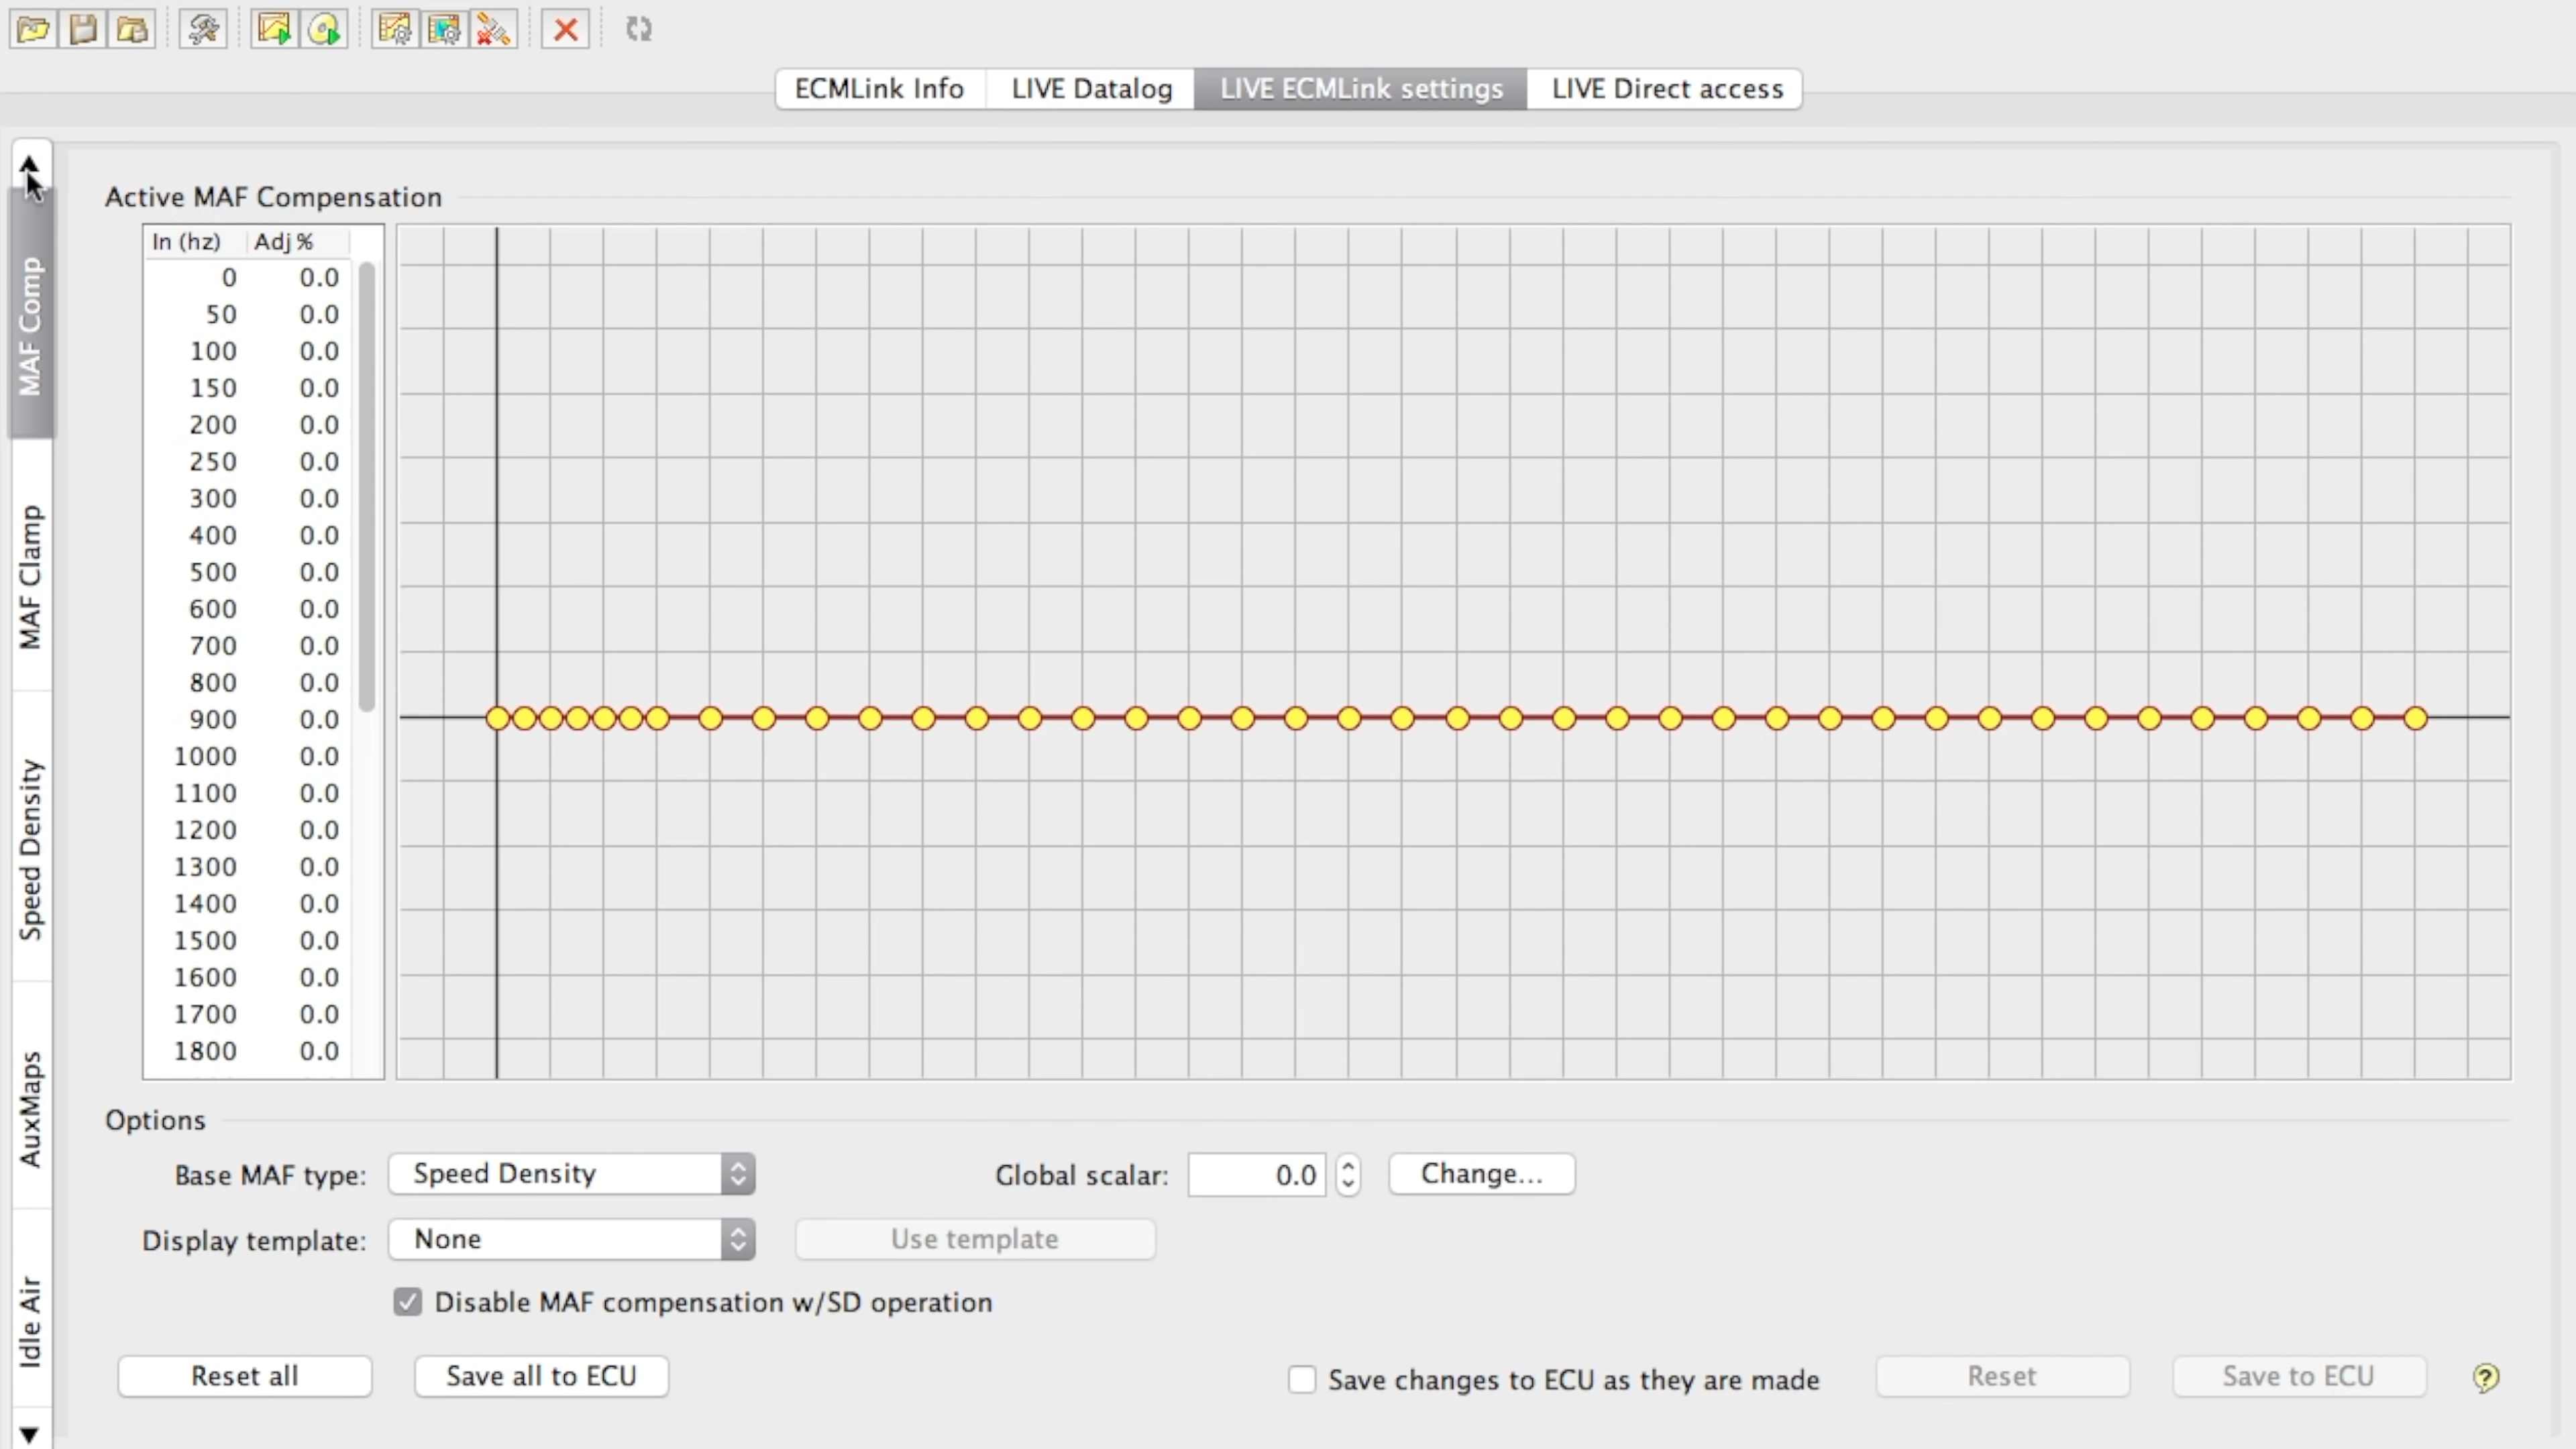 ECMLink Info LIVE Datalog LIVE ECMLink settings LIVE Direct access
MAF Comp
MAF Clamp
Speed Density
AuxMaps
Idle Air
Active MAF Compensation
In (hz) Adj %
0 0.0
50 0.0
100 0.0
150 0.0
200 0.0
250 0.0
300 0.0
400 0.0
500 0.0
600 0.0
700 0.0
800 0.0
900 0.0
1000 0.0
1100 0.0
1200 0.0
1300 0.0
1400 0.0
1500 0.0
1600 0.0
1700 0.0
1800 0.0
Options
Base MAF type: Speed Density Global scalar: 0.0 Change...
Display template: None Use template
Disable MAF compensation w/SD operation
Reset all Save all to ECU Save changes to ECU as they are made Reset Save to ECU ?